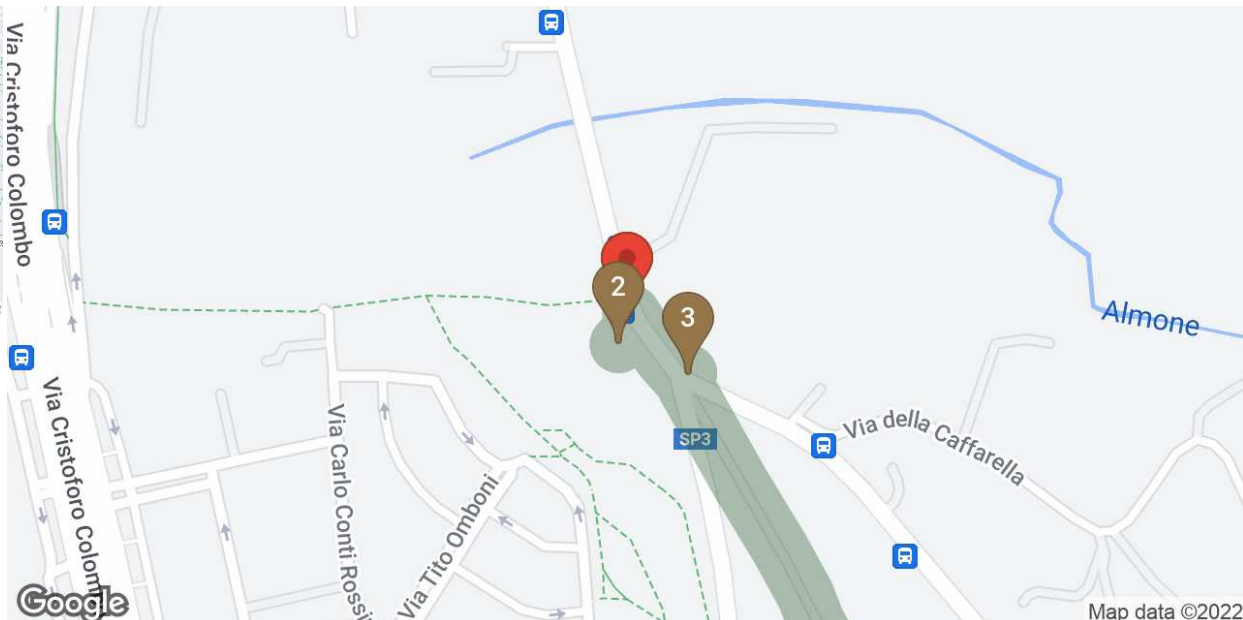 Via Cristoforo Colombo
2
3
Almone
SP3
Via della Caffarella
Via Cristoforo Colombo
Via Carlo Conti Rossi
Via Tito Omboni
Google
Map data ©2022